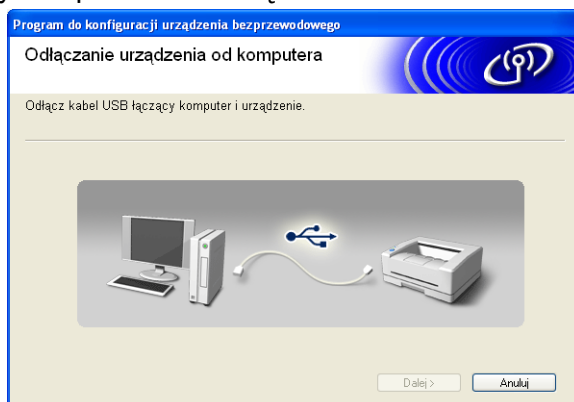 Program do konfiguracji urządzenia bezprzewodowego
Odłączanie urządzenia od komputera
Odłącz kabel USB łączący komputer i urządzenie.
Dalej >
Anuluj